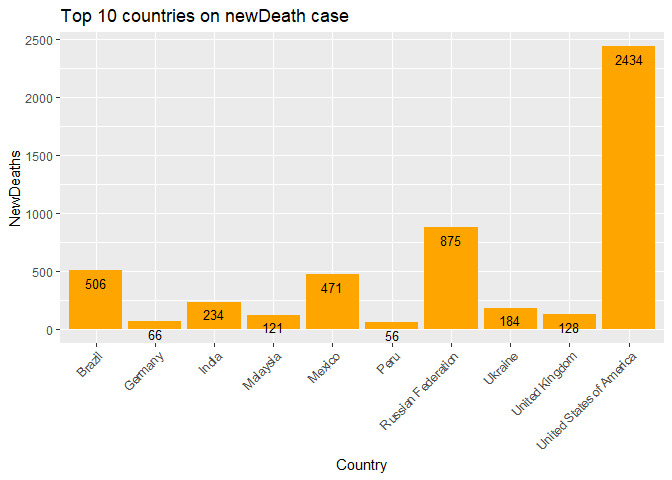 Top 10 countries on newDeath case
NewDeaths
2500
2000
1500
1000
500
0
506
66
234
121
471
56
875
184
128
2434
Brazil
Germany
India
Malaysia
Mexico
Peru
Russian Federation
Ukraine
United Kingdom
United States of America
Country